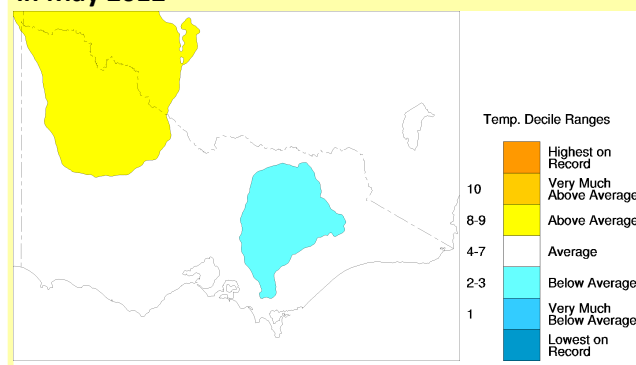 in May 2022
Temp. Decile Ranges
Highest on
Record
10
Very Much
Above Average
8-9
Above Average
4-7
Average
2-3
Below Average
1
Very Much
Below Average
Lowest on
Record